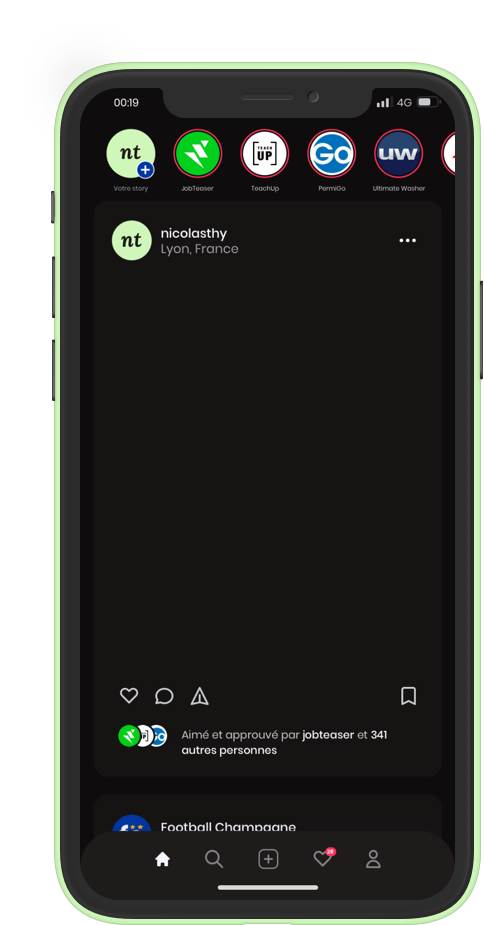 00:19
4G
nt
TEACH
UP
GO
uw
Votre story
JobTeaser
TeachUp
PermiGo
Ultimate Washer
nt
nicolasthy
Lyon, France
Aimé et approuvé par jobteaser et 341
autres personnes
Football Champagne